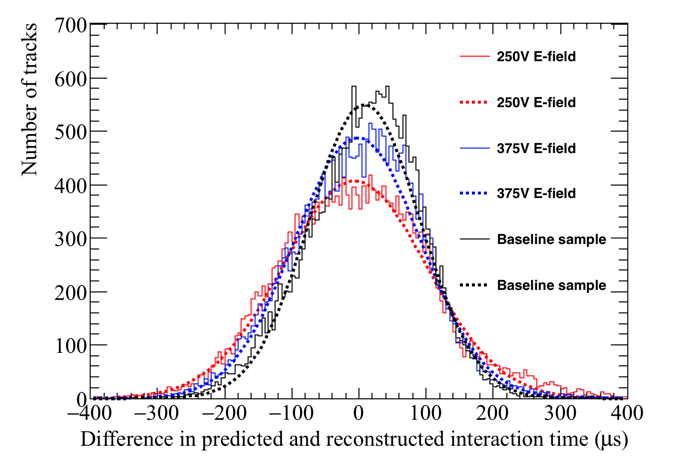 Number of tracks
700
600
500
400
300
200
100
0
−400
−300
−200
−100
0
100
200
300
400
Difference in predicted and reconstructed interaction time (μs)
250V E-field
250V E-field
375V E-field
375V E-field
Baseline sample
Baseline sample